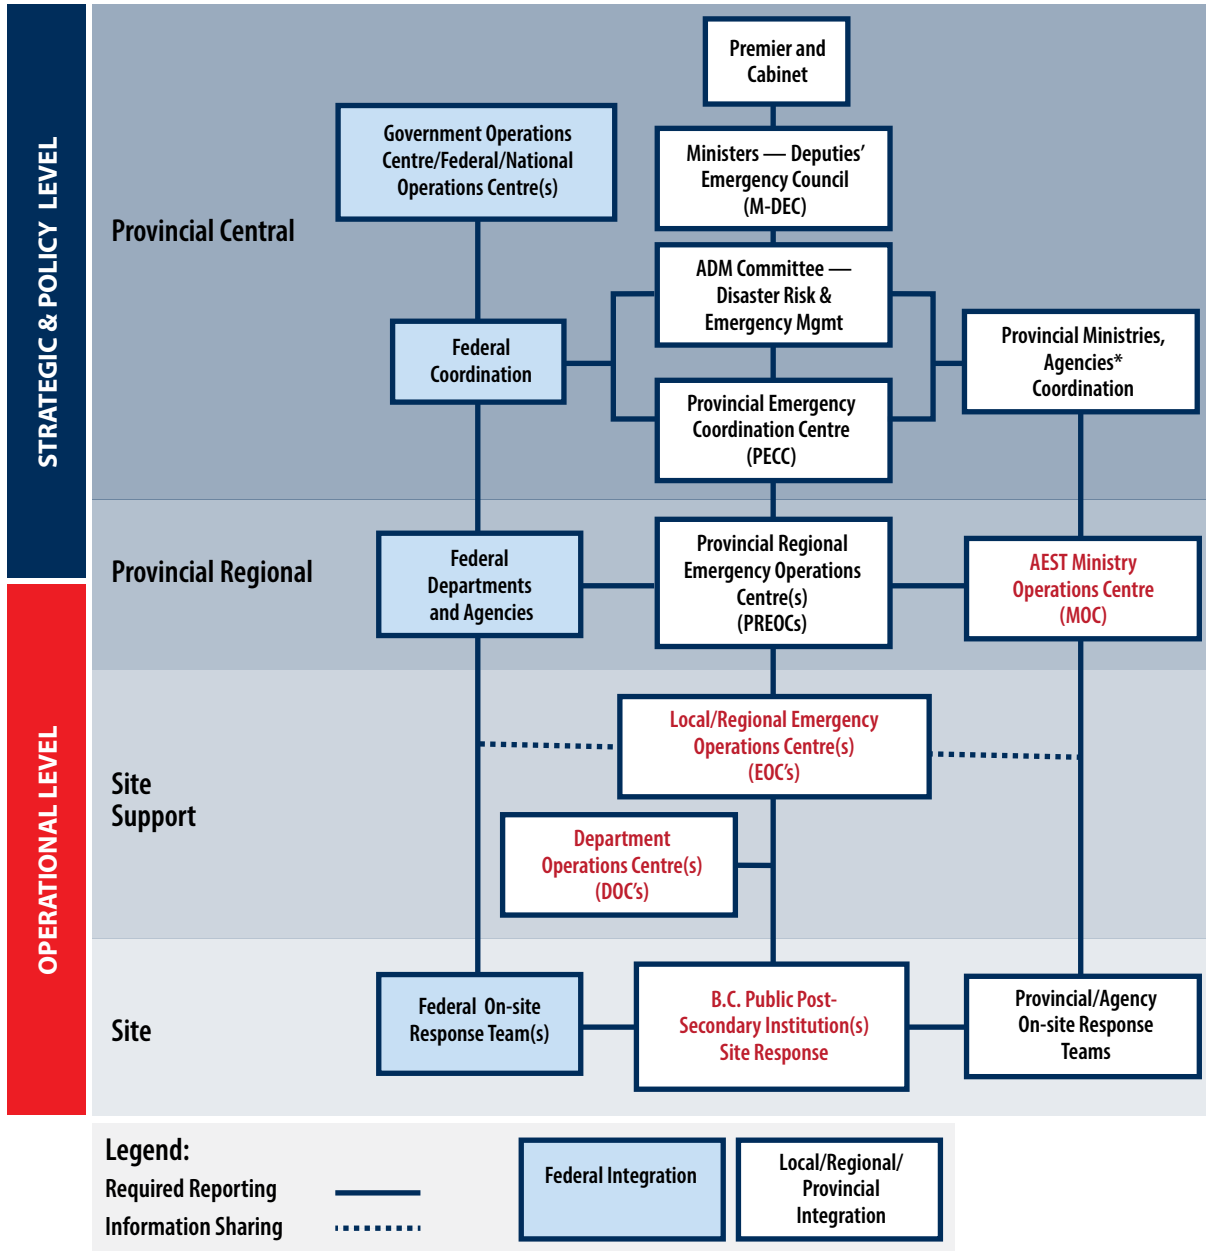 STRATEGIC & POLICY LEVEL
OPERATIONAL LEVEL
Provincial Central
Premier and
Cabinet
Government Operations
Centre/Federal/National
Operations Centre(s)
Ministers — Deputies’
Emergency Council
(M-DEC)
ADM Committee —
Disaster Risk &
Emergency Mgmt
Federal
Coordination
Provincial Ministries,
Agencies*
Coordination
Provincial Emergency
Coordination Centre
(PECC)
Provincial Regional
Federal
Departments
and Agencies
Provincial Regional
Emergency Operations
Centre(s)
(PREOCs)
AEST Ministry
Operations Centre
(MOC)
Site
Support
Local/Regional Emergency
Operations Centre(s)
(EOC’s)
Department
Operations Centre(s)
(DOC’s)
Site
Federal On-site
Response Team(s)
B.C. Public Post-
Secondary Institution(s)
Site Response
Provincial/Agency
On-site Response
Teams
Legend:
Required Reporting
Information Sharing
Federal Integration
Local/Regional/
Provincial
Integration